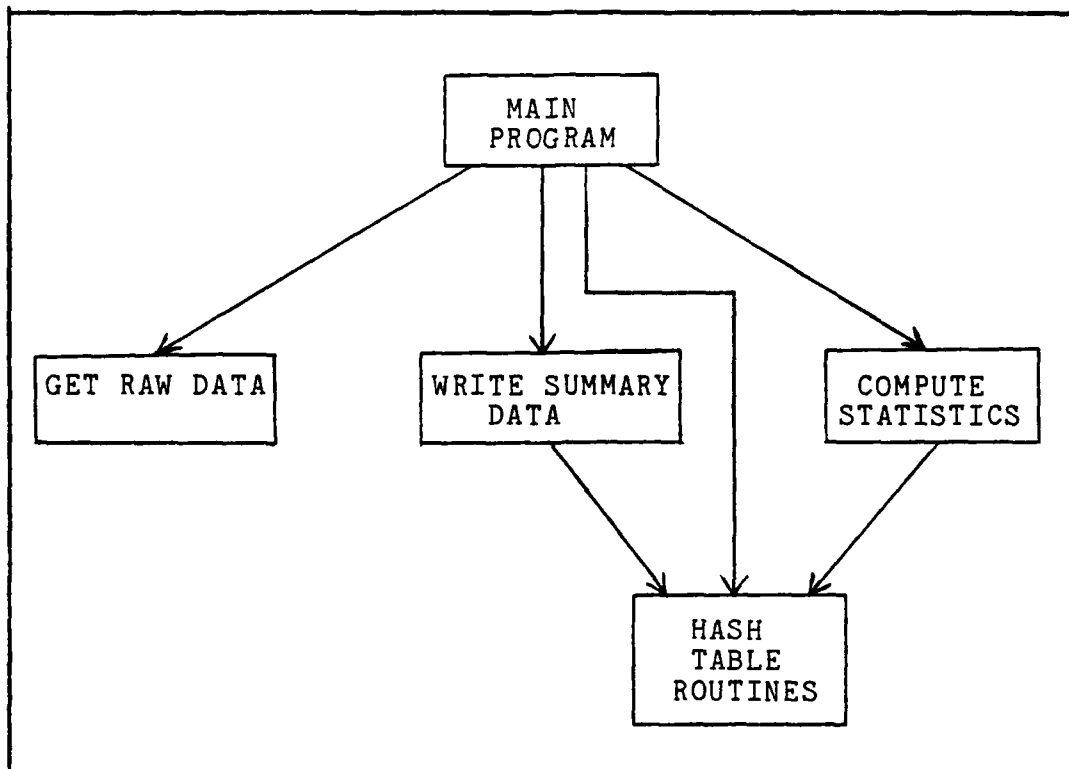 MAIN
PROGRAM
GET RAW DATA
WRITE SUMMARY
DATA
COMPUTE
STATISTICS
HASH
TABLE
ROUTINES